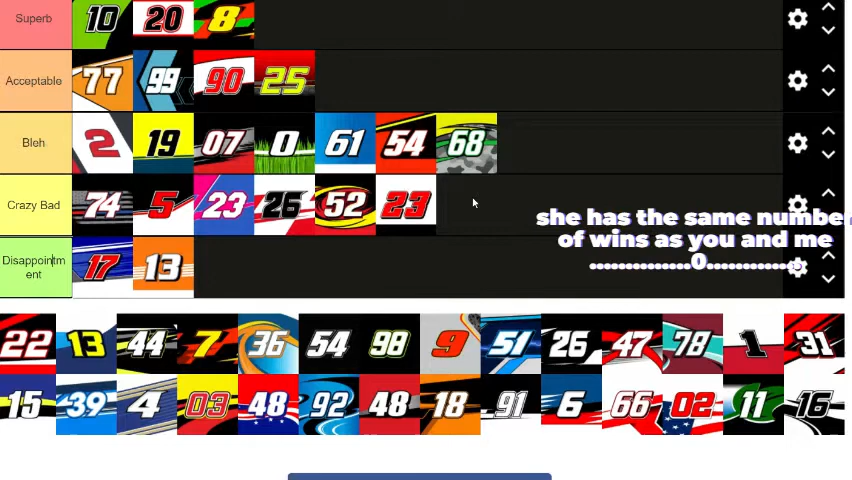 Superb
10 20 8
Acceptable
77 99 90 25
Bleh
2 19 07 0 61 54 68
Crazy Bad
74 5 23 26 52 23
she has the same number
of wins as you and me
..............0............
Disappointm
ent
17 13
22 13 44 7 36 54 98 9 51 26 47 78 1 31
15 39 4 03 48 92 48 18 91 6 66 02 11 16